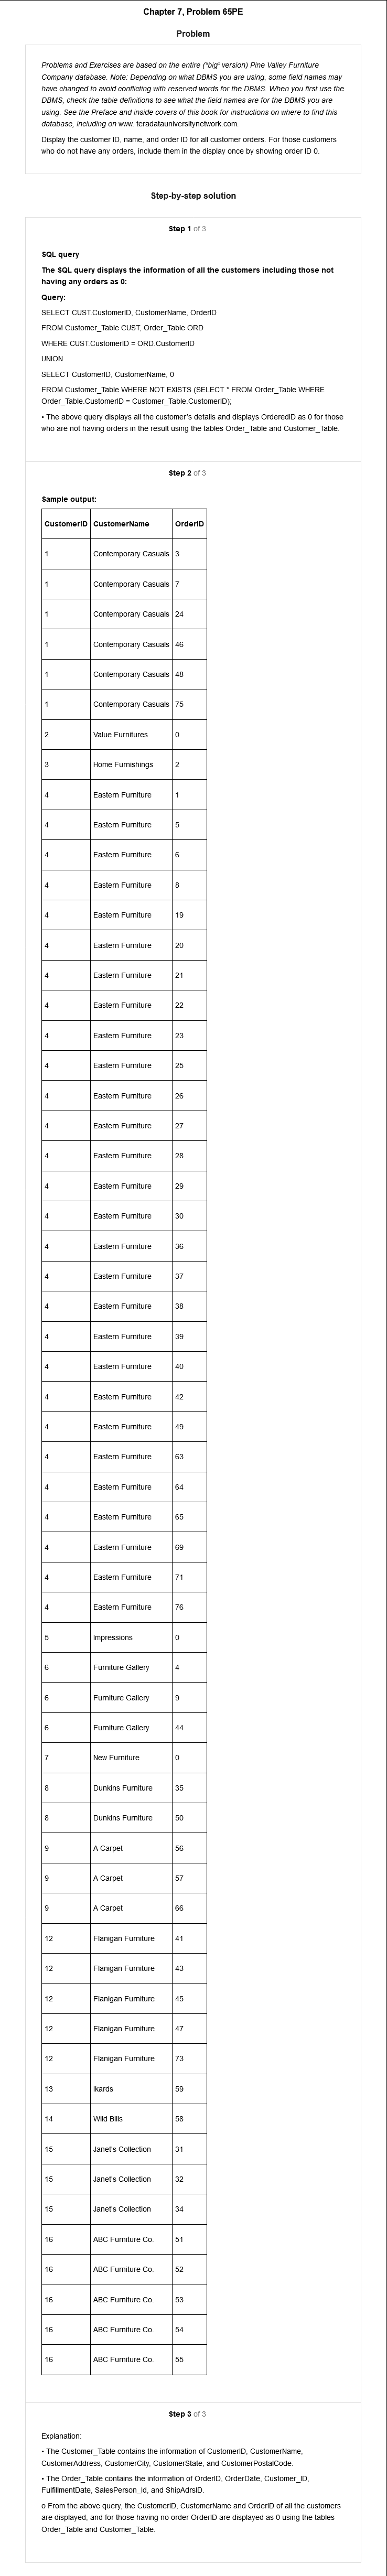 Chapter 7, Problem 65PE
Problem
Problems and Exercises are based on the entire ("big" version) Pine Valley Furniture
Company database. Note: Depending on what DBMS you are using, some field names may
have changed to avoid conflicting with reserved words for the DBMS. When you first use the
DBMS, check the table definitions to see what the field names are for the DBMS you are
using. See the Preface and inside covers of this book for instructions on where to find this
database, including on www. teradatauniversitynetwork.com.
Display the customer ID, name, and order ID for all customer orders. For those customers
who do not have any orders, include them in the display once by showing order ID 0.
Step-by-step solution
Step 1 of 3
SQL query
The SQL query displays the information of all the customers including those not
having any orders as 0:
Query:
SELECT CUST.CustomerID, CustomerName, OrderID
FROM Customer_Table CUST, Order_Table ORD
WHERE CUST.CustomerID = ORD.CustomerID
UNION
SELECT CustomerID, CustomerName, 0
FROM Customer_Table WHERE NOT EXISTS (SELECT * FROM Order_Table WHERE
Order_Table.CustomerID = Customer_Table.CustomerID);
• The above query displays all the customer's details and displays OrderedID as 0 for those
who are not having orders in the result using the tables Order_Table and Customer_Table.
Step 2 of 3
Sample output:
CustomerID CustomerName OrderID
1 Contemporary Casuals 3
1 Contemporary Casuals 7
1 Contemporary Casuals 24
1 Contemporary Casuals 46
1 Contemporary Casuals 48
1 Contemporary Casuals 75
2 Value Furnitures 0
3 Home Furnishings 2
4 Eastern Furniture 1
4 Eastern Furniture 5
4 Eastern Furniture 6
4 Eastern Furniture 8
4 Eastern Furniture 19
4 Eastern Furniture 20
4 Eastern Furniture 21
4 Eastern Furniture 22
4 Eastern Furniture 23
4 Eastern Furniture 25
4 Eastern Furniture 26
4 Eastern Furniture 27
4 Eastern Furniture 28
4 Eastern Furniture 29
4 Eastern Furniture 30
4 Eastern Furniture 36
4 Eastern Furniture 37
4 Eastern Furniture 38
4 Eastern Furniture 39
4 Eastern Furniture 40
4 Eastern Furniture 42
4 Eastern Furniture 49
4 Eastern Furniture 63
4 Eastern Furniture 64
4 Eastern Furniture 65
4 Eastern Furniture 69
4 Eastern Furniture 71
4 Eastern Furniture 76
5 Impressions 0
6 Furniture Gallery 4
6 Furniture Gallery 9
6 Furniture Gallery 44
7 New Furniture 0
8 Dunkins Furniture 35
8 Dunkins Furniture 50
9 A Carpet 56
9 A Carpet 57
9 A Carpet 66
12 Flanigan Furniture 41
12 Flanigan Furniture 43
12 Flanigan Furniture 45
12 Flanigan Furniture 47
12 Flanigan Furniture 73
13 Ikards 59
14 Wild Bills 58
15 Janet's Collection 31
15 Janet's Collection 32
15 Janet's Collection 34
16 ABC Furniture Co. 51
16 ABC Furniture Co. 52
16 ABC Furniture Co. 53
16 ABC Furniture Co. 54
16 ABC Furniture Co. 55
Step 3 of 3
Explanation:
• The Customer_Table contains the information of CustomerID, CustomerName,
CustomerAddress, CustomerCity, CustomerState, and CustomerPostalCode.
• The Order_Table contains the information of OrderID, OrderDate, Customer_ID,
FulfillmentDate, SalesPerson_Id, and ShipAdrsID.
o From the above query, the CustomerID, CustomerName and OrderID of all the customers
are displayed, and for those having no order OrderID are displayed as 0 using the tables
Order_Table and Customer_Table.